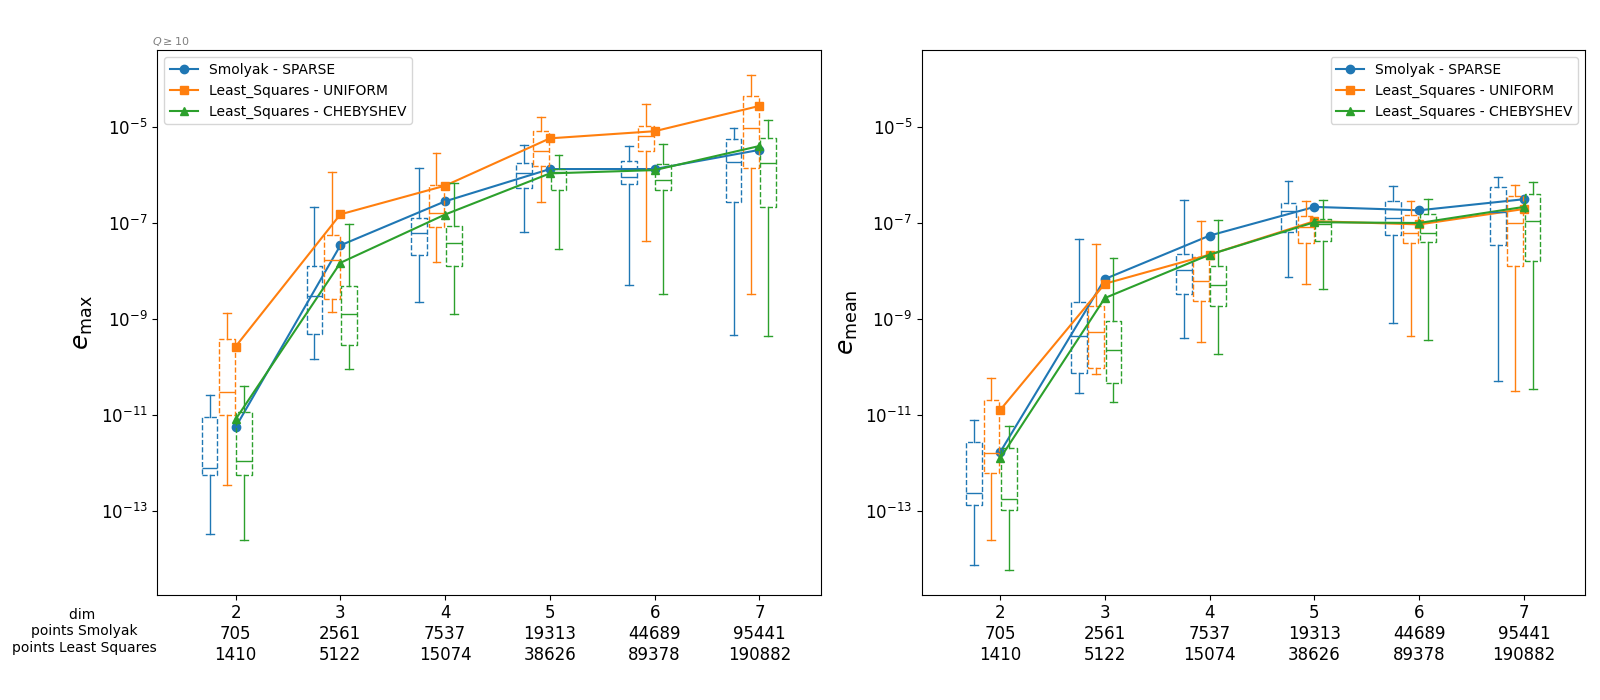 Q ≥ 10
Smolyak - SPARSE
Least_Squares - UNIFORM
Least_Squares - CHEBYSHEV
10⁻⁵
10⁻⁷
10⁻⁹
10⁻¹¹
10⁻¹³
e_max
dim
points Smolyak
points Least Squares
2 3 4 5 6 7
705 2561 7537 19313 44689 95441
1410 5122 15074 38626 89378 190882
Smolyak - SPARSE
Least_Squares - UNIFORM
Least_Squares - CHEBYSHEV
10⁻⁵
10⁻⁷
10⁻⁹
10⁻¹¹
10⁻¹³
e_mean
2 3 4 5 6 7
705 2561 7537 19313 44689 95441
1410 5122 15074 38626 89378 190882